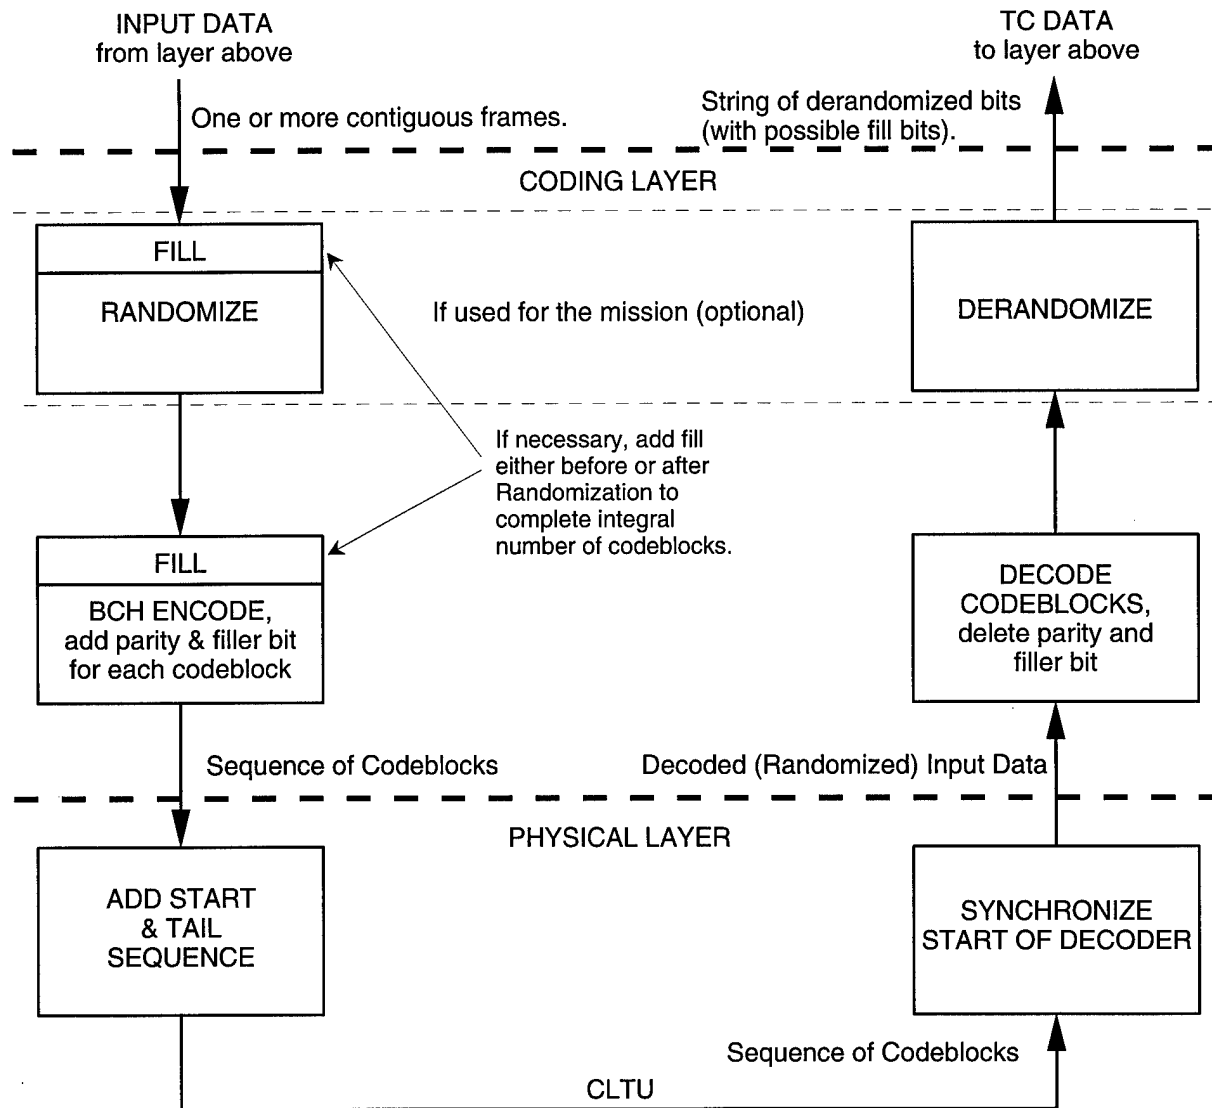 INPUT DATA
from layer above
TC DATA
to layer above
One or more contiguous frames.
String of derandomized bits
(with possible fill bits).
CODING LAYER
FILL
RANDOMIZE
If used for the mission (optional)
DERANDOMIZE
If necessary, add fill
either before or after
Randomization to
complete integral
number of codeblocks.
FILL
BCH ENCODE,
add parity & filler bit
for each codeblock
DECODE
CODEBLOCKS,
delete parity and
filler bit
Sequence of Codeblocks
Decoded (Randomized) Input Data
PHYSICAL LAYER
ADD START
& TAIL
SEQUENCE
SYNCHRONIZE
START OF DECODER
Sequence of Codeblocks
CLTU